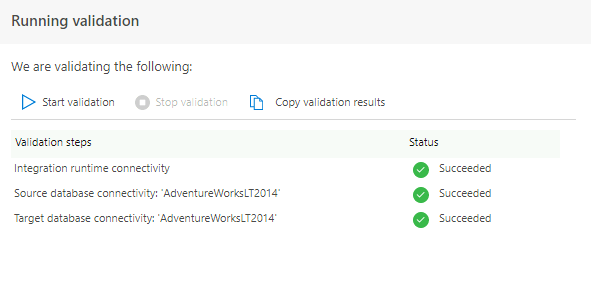 Running validation
We are validating the following:
Start validation Stop validation Copy validation results
Validation steps Status
Integration runtime connectivity Succeeded
Source database connectivity: 'AdventureWorksLT2014' Succeeded
Target database connectivity: 'AdventureWorksLT2014' Succeeded